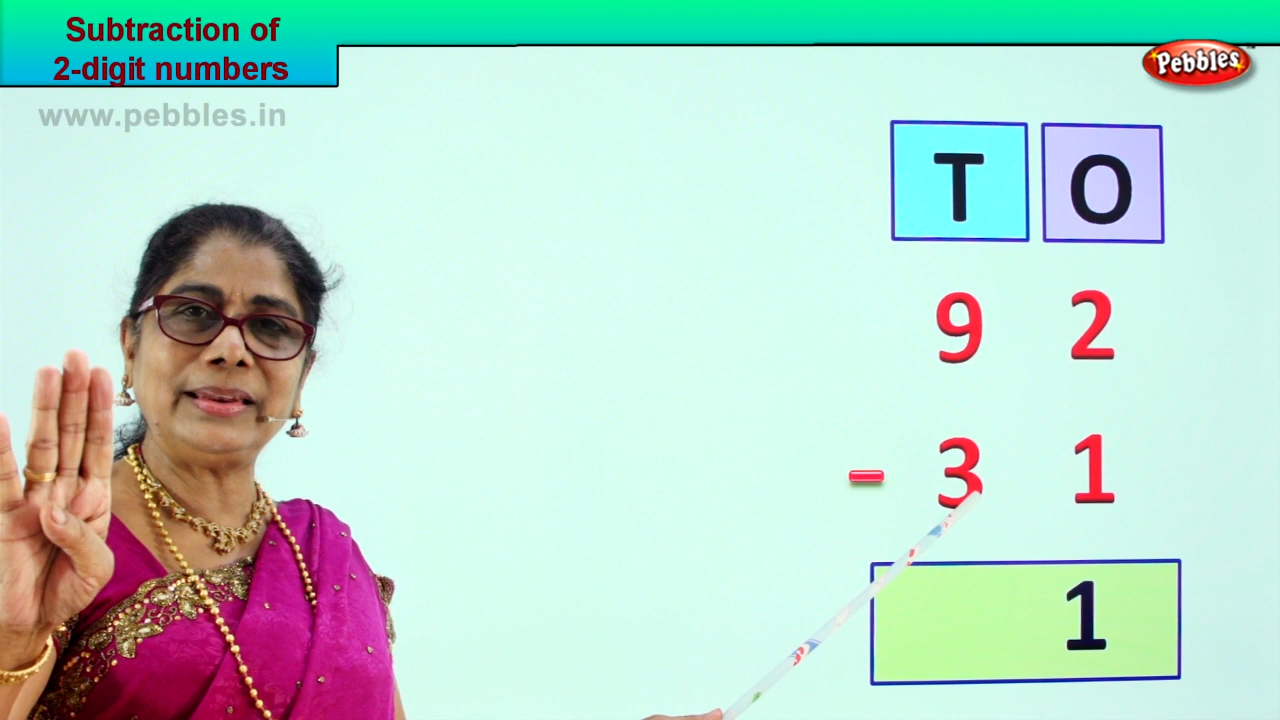 Subtraction of
2-digit numbers
Pebbles
www.pebbles.in
T O
9 2
- 3 1
1